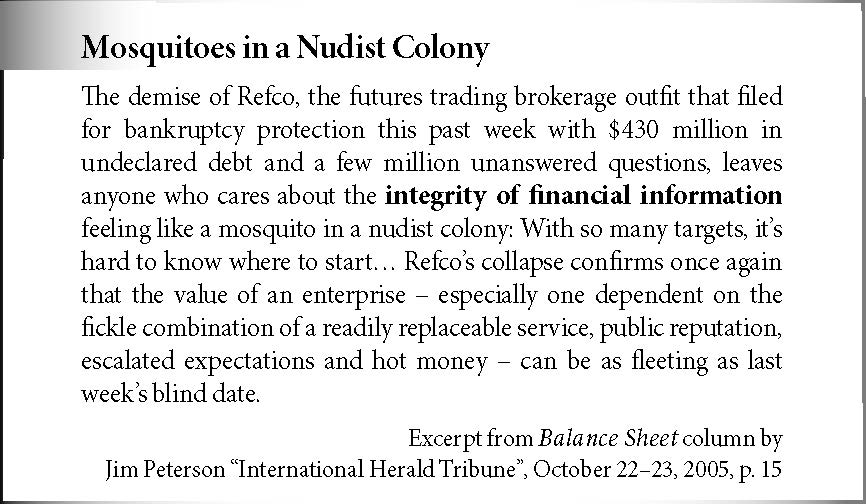 Mosquitoes in a Nudist Colony
The demise of Refco, the futures trading brokerage outfit that filed
for bankruptcy protection this past week with $430 million in
undeclared debt and a few million unanswered questions, leaves
anyone who cares about the integrity of financial information
feeling like a mosquito in a nudist colony: With so many targets, it’s
hard to know where to start… Refco’s collapse confirms once again
that the value of an enterprise – especially one dependent on the
fickle combination of a readily replaceable service, public reputation,
escalated expectations and hot money – can be as fleeting as last
week’s blind date.
Excerpt from Balance Sheet column by
Jim Peterson “International Herald Tribune”, October 22–23, 2005, p. 15